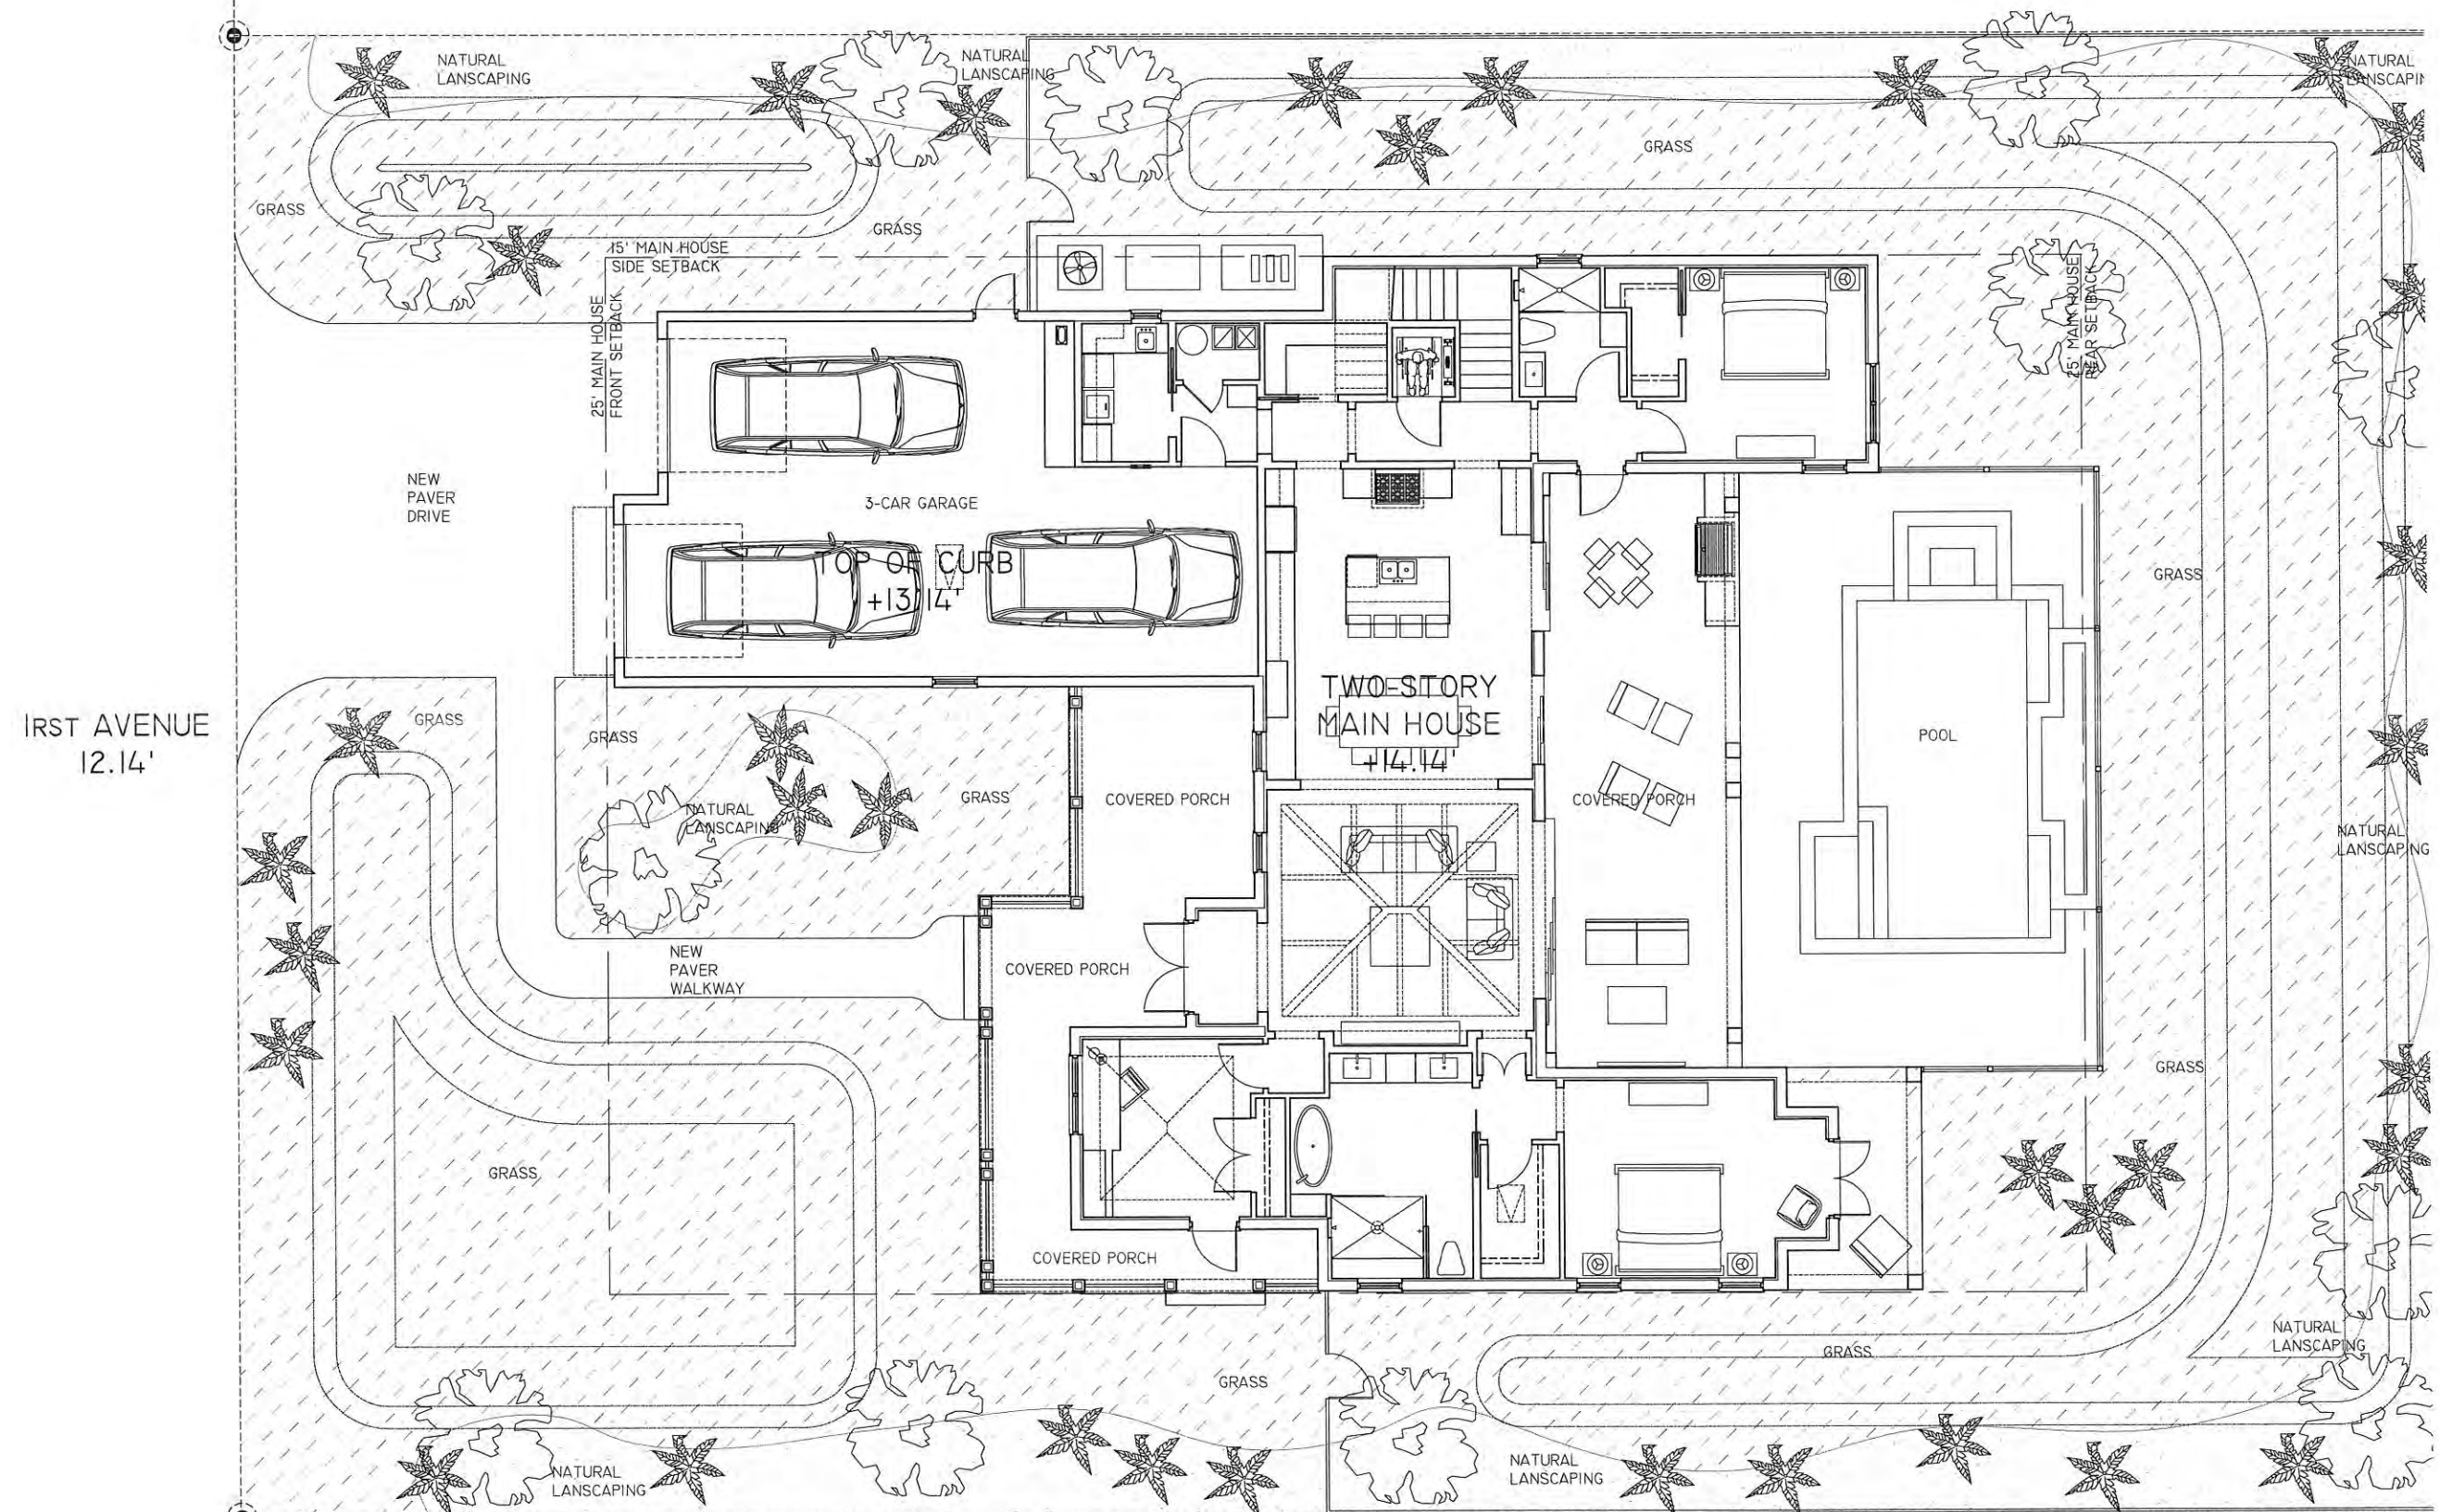 NATURAL
LANSCAPING
NATURAL
LANSCAPING
NATURAL
LANSCAPIN
GRASS
GRASS
GRASS
15' MAIN HOUSE
SIDE SETBACK
25' MAIN HOUSE
FRONT SETBACK
25' MAIN HOUSE
REAR SETBACK
NEW
PAVER
DRIVE
3-CAR GARAGE
TOP OF CURB
+13.14'
GRASS
TWO-STORY
MAIN HOUSE
+14.14'
1RST AVENUE
12.14'
GRASS
GRASS
POOL
NATURAL
LANSCAPING
GRASS
COVERED PORCH
COVERED PORCH
NATURAL
LANSCAPING
NEW
PAVER
WALKWAY
COVERED PORCH
GRASS
GRASS
COVERED PORCH
NATURAL
LANSCAPING
GRASS
GRASS
NATURAL
LANSCAPING
NATURAL
LANSCAPING